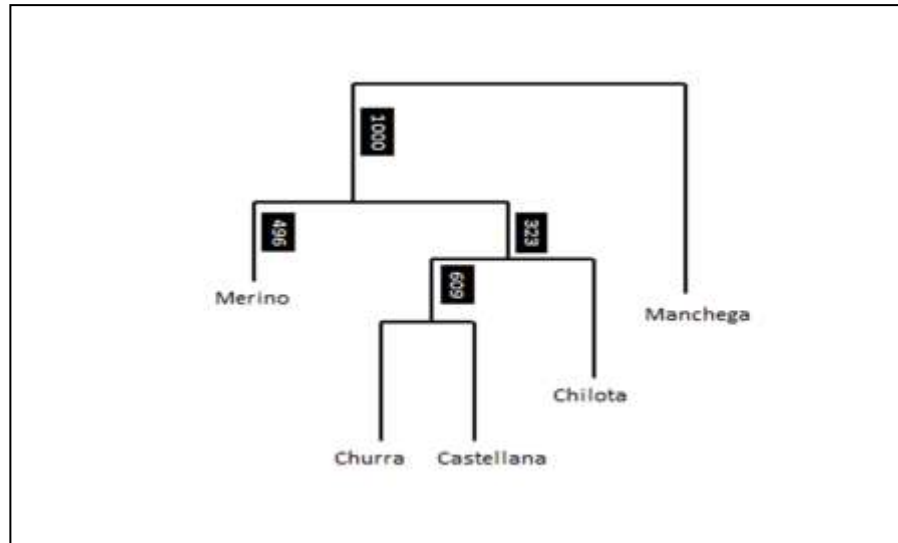 1000
496
323
609
Merino
Manchega
Chilota
Churra
Castellana